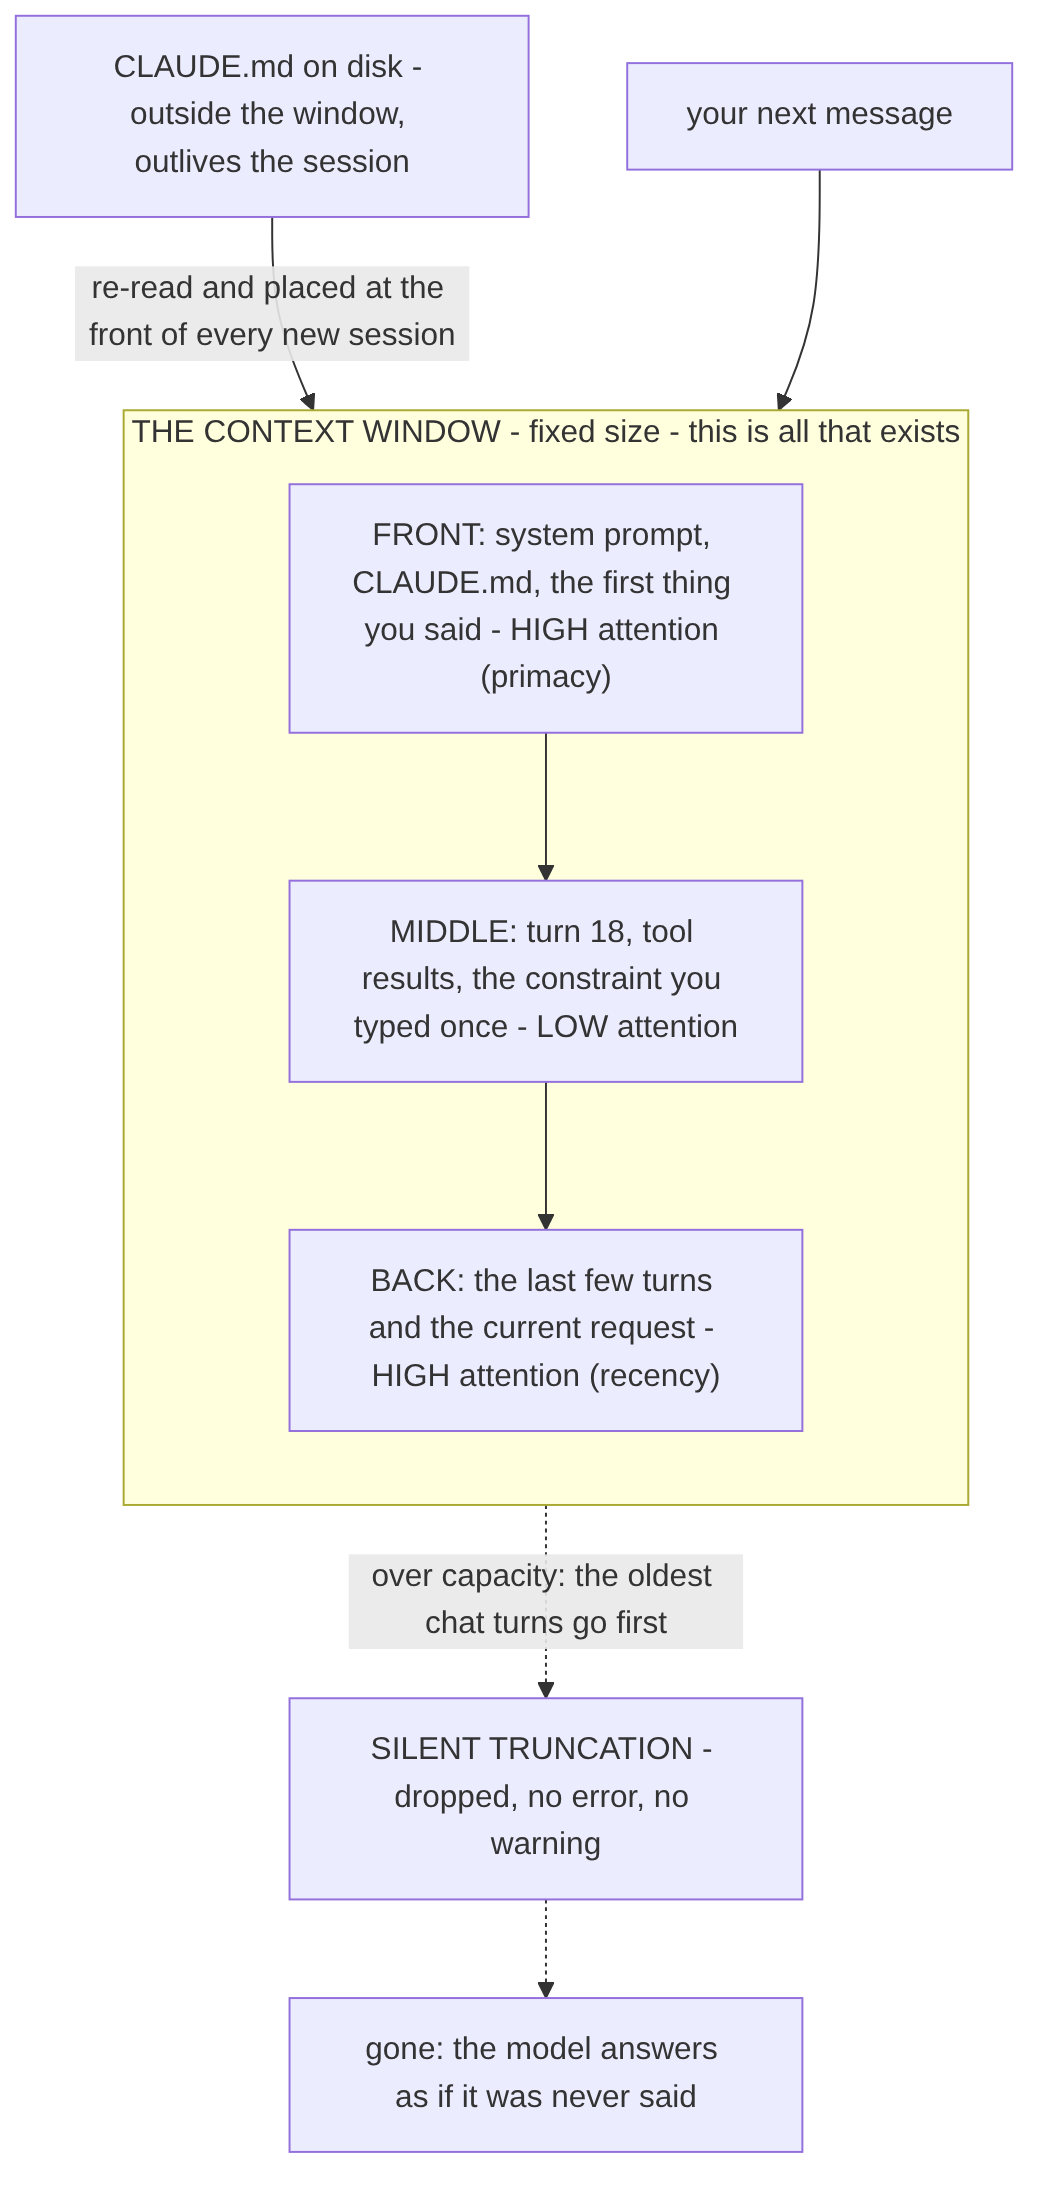 CLAUDE.md on disk -
outside the window,
outlives the session
your next message
re-read and placed at the
front of every new session
THE CONTEXT WINDOW - fixed size - this is all that exists
FRONT: system prompt,
CLAUDE.md, the first thing
you said - HIGH attention
(primacy)
MIDDLE: turn 18, tool
results, the constraint you
typed once - LOW attention
BACK: the last few turns
and the current request -
HIGH attention (recency)
over capacity: the oldest
chat turns go first
SILENT TRUNCATION -
dropped, no error, no
warning
gone: the model answers
as if it was never said